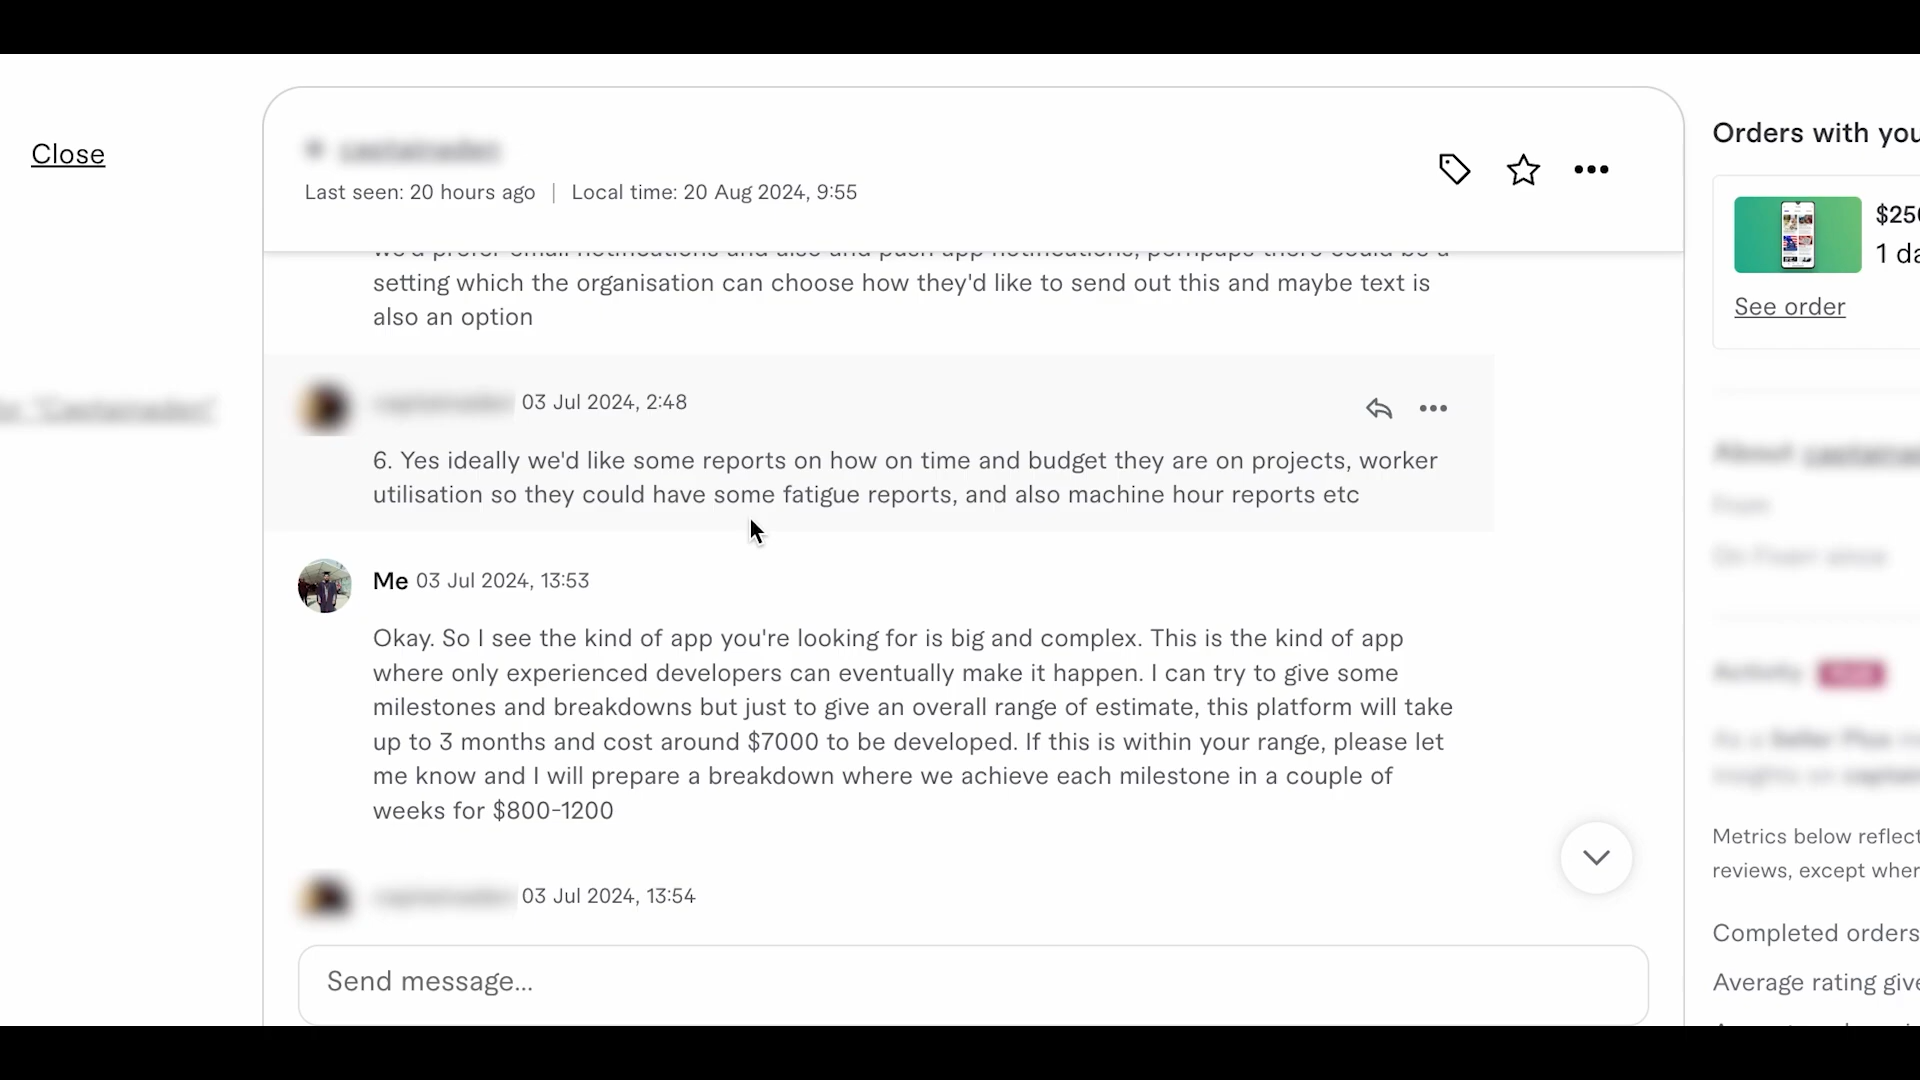 Close
Last seen: 20 hours ago | Local time: 20 Aug 2024, 9:55
Orders with you
1 da
See order
setting which the organisation can choose how they'd like to send out this and maybe text is
also an option
03 Jul 2024, 2:48
6. Yes ideally we'd like some reports on how on time and budget they are on projects, worker
utilisation so they could have some fatigue reports, and also machine hour reports etc
Me 03 Jul 2024, 13:53
Okay. So I see the kind of app you're looking for is big and complex. This is the kind of app
where only experienced developers can eventually make it happen. I can try to give some
milestones and breakdowns but just to give an overall range of estimate, this platform will take
up to 3 months and cost around $7000 to be developed. If this is within your range, please let
me know and I will prepare a breakdown where we achieve each milestone in a couple of
weeks for $800-1200
03 Jul 2024, 13:54
Send message...
Metrics below reflect
reviews, except wher
Completed orders
Average rating give